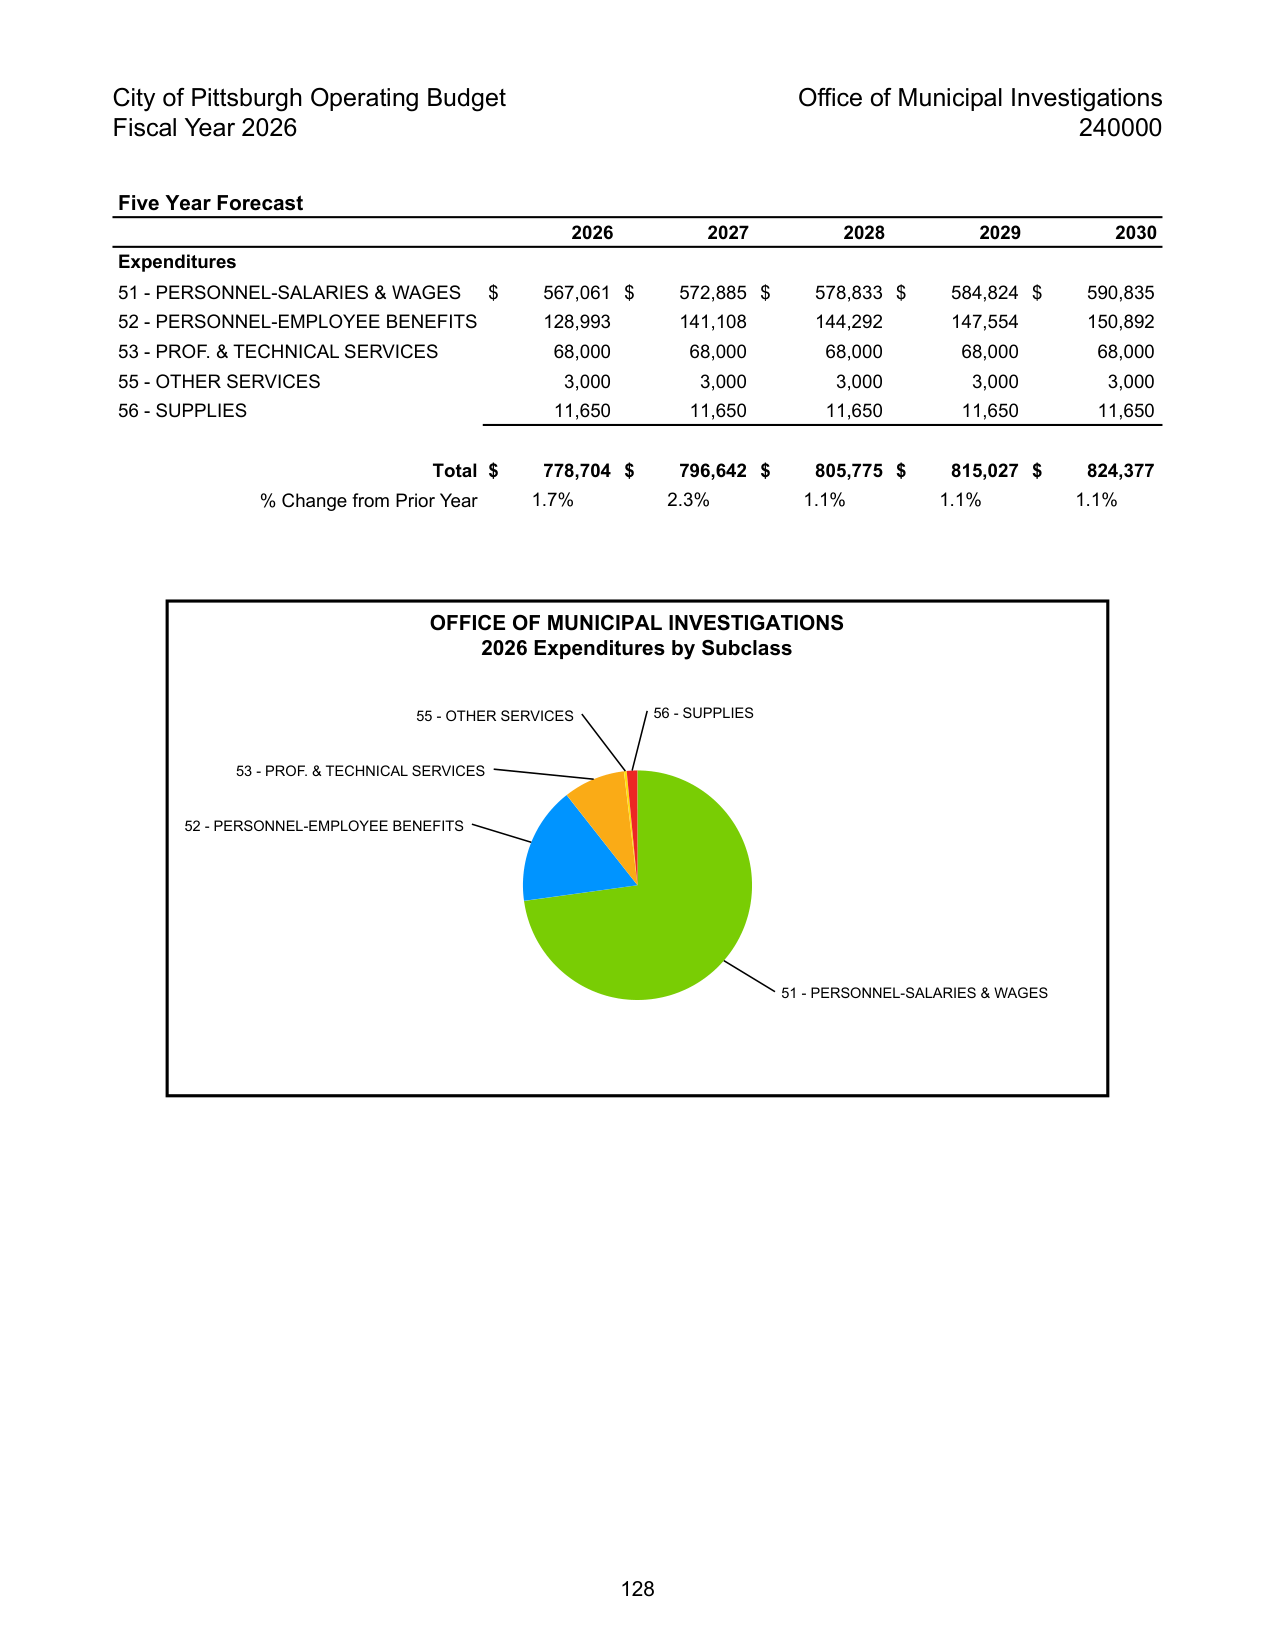 City of Pittsburgh Operating Budget Office of Municipal Investigations
Fiscal Year 2026 240000
Five Year Forecast
2026 2027 2028 2029 2030
Expenditures
51 - PERSONNEL-SALARIES & WAGES $ 567,061 $ 572,885 $ 578,833 $ 584,824 $ 590,835
52 - PERSONNEL-EMPLOYEE BENEFITS 128,993 141,108 144,292 147,554 150,892
53 - PROF. & TECHNICAL SERVICES 68,000 68,000 68,000 68,000 68,000
55 - OTHER SERVICES 3,000 3,000 3,000 3,000 3,000
56 - SUPPLIES 11,650 11,650 11,650 11,650 11,650
Total $ 778,704 $ 796,642 $ 805,775 $ 815,027 $ 824,377
% Change from Prior Year 1.7% 2.3% 1.1% 1.1% 1.1%
OFFICE OF MUNICIPAL INVESTIGATIONS
2026 Expenditures by Subclass
55 - OTHER SERVICES 56 - SUPPLIES
53 - PROF. & TECHNICAL SERVICES
52 - PERSONNEL-EMPLOYEE BENEFITS
51 - PERSONNEL-SALARIES & WAGES
128